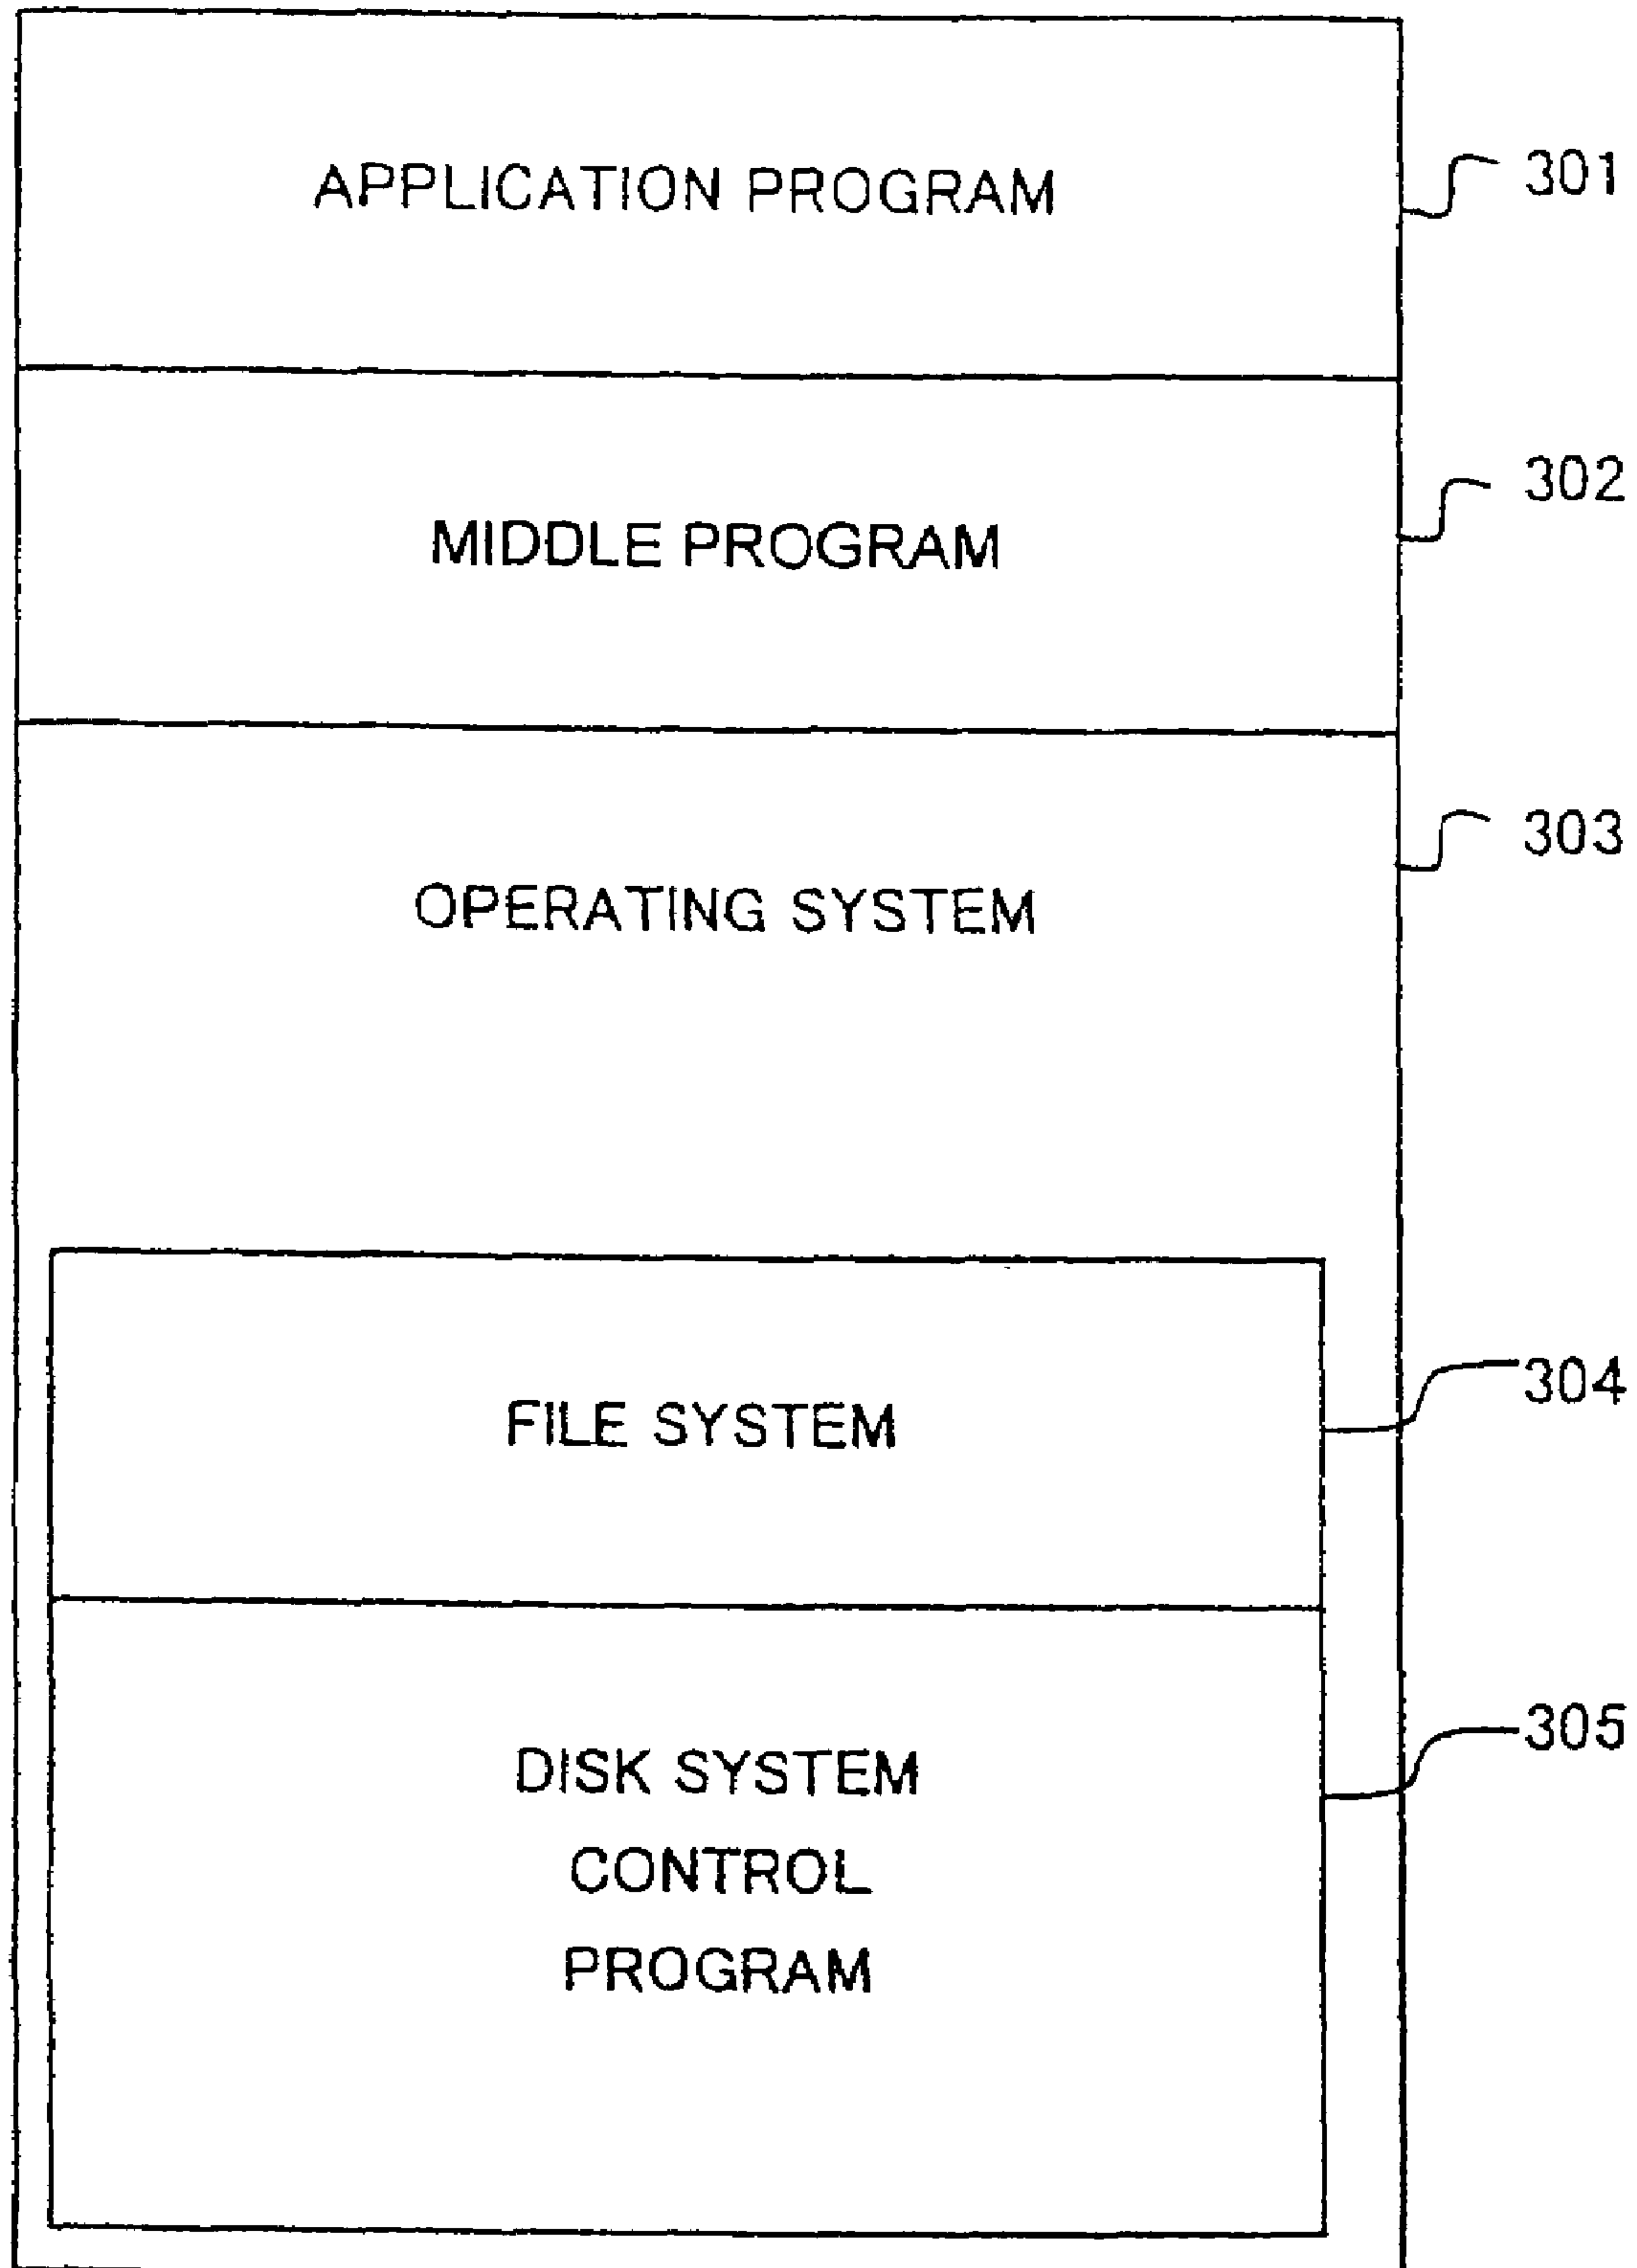 APPLICATION PROGRAM
301
MIDDLE PROGRAM
302
OPERATING SYSTEM
303
FILE SYSTEM
304
DISK SYSTEM
CONTROL
PROGRAM
305